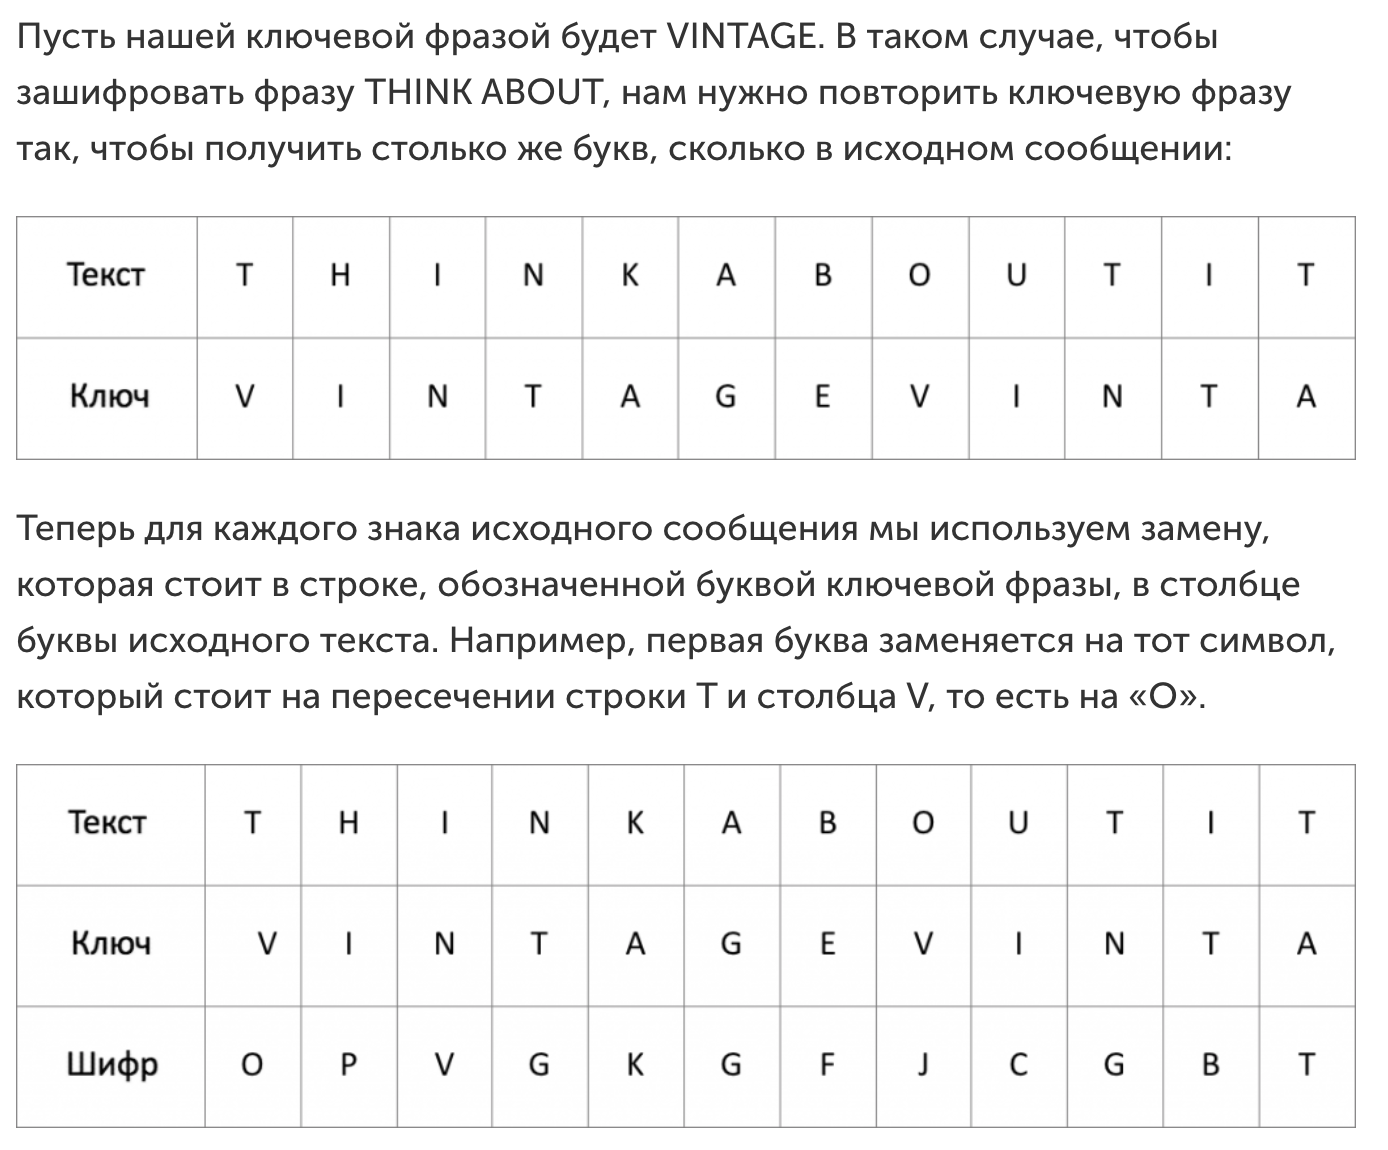 Пусть нашей ключевой фразой будет VINTAGE. В таком случае, чтобы
зашифровать фразу THINK ABOUT, нам нужно повторить ключевую фразу
так, чтобы получить столько же букв, сколько в исходном сообщении:
Текст T H I N K A B O U T I T
Ключ V I N T A G E V I N T A
Теперь для каждого знака исходного сообщения мы используем замену,
которая стоит в строке, обозначенной буквой ключевой фразы, в столбце
буквы исходного текста. Например, первая буква заменяется на тот символ,
который стоит на пересечении строки T и столбца V, то есть на «O».
Текст T H I N K A B O U T I T
Ключ V I N T A G E V I N T A
Шифр O P V G K G F J C G B T